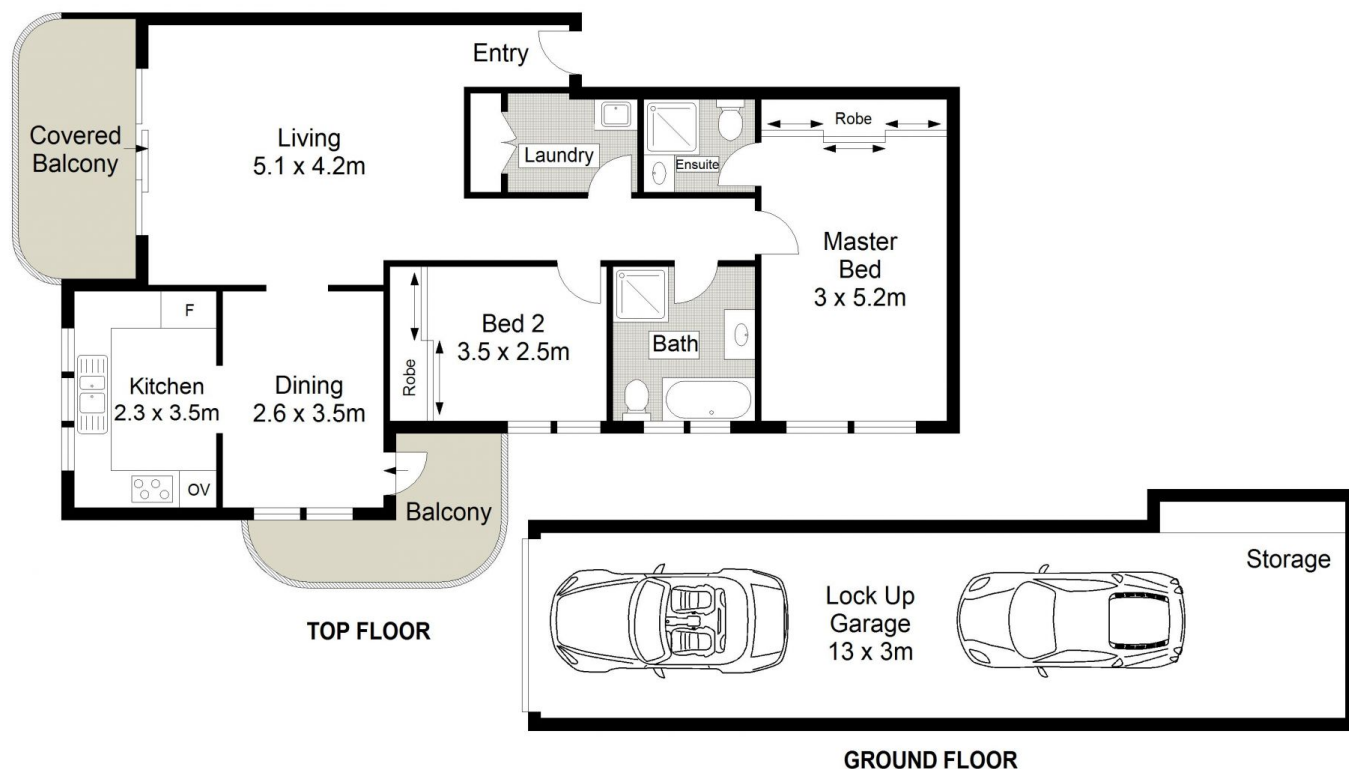 Entry
Covered
Balcony
Living
5.1 x 4.2m
Laundry
Ensuite
Robe
Master
Bed
3 x 5.2m
F
Kitchen
2.3 x 3.5m
OV
Dining
2.6 x 3.5m
Robe
Bed 2
3.5 x 2.5m
Bath
Balcony
TOP FLOOR
Storage
Lock Up
Garage
13 x 3m
GROUND FLOOR